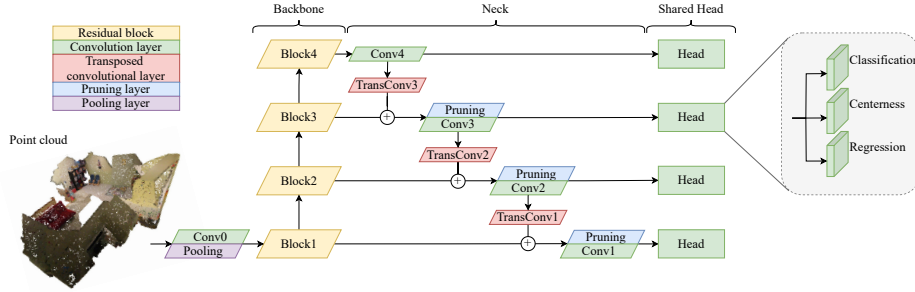 Backbone
Neck
Shared Head
Residual block
Convolution layer
Transposed
convolutional layer
Pruning layer
Pooling layer
Point cloud
Block4
Conv4
Head
TransConv3
Block3
Pruning
Conv3
Head
TransConv2
Block2
Pruning
Conv2
Head
TransConv1
Conv0
Pooling
Block1
Pruning
Conv1
Head
Classification
Centerness
Regression